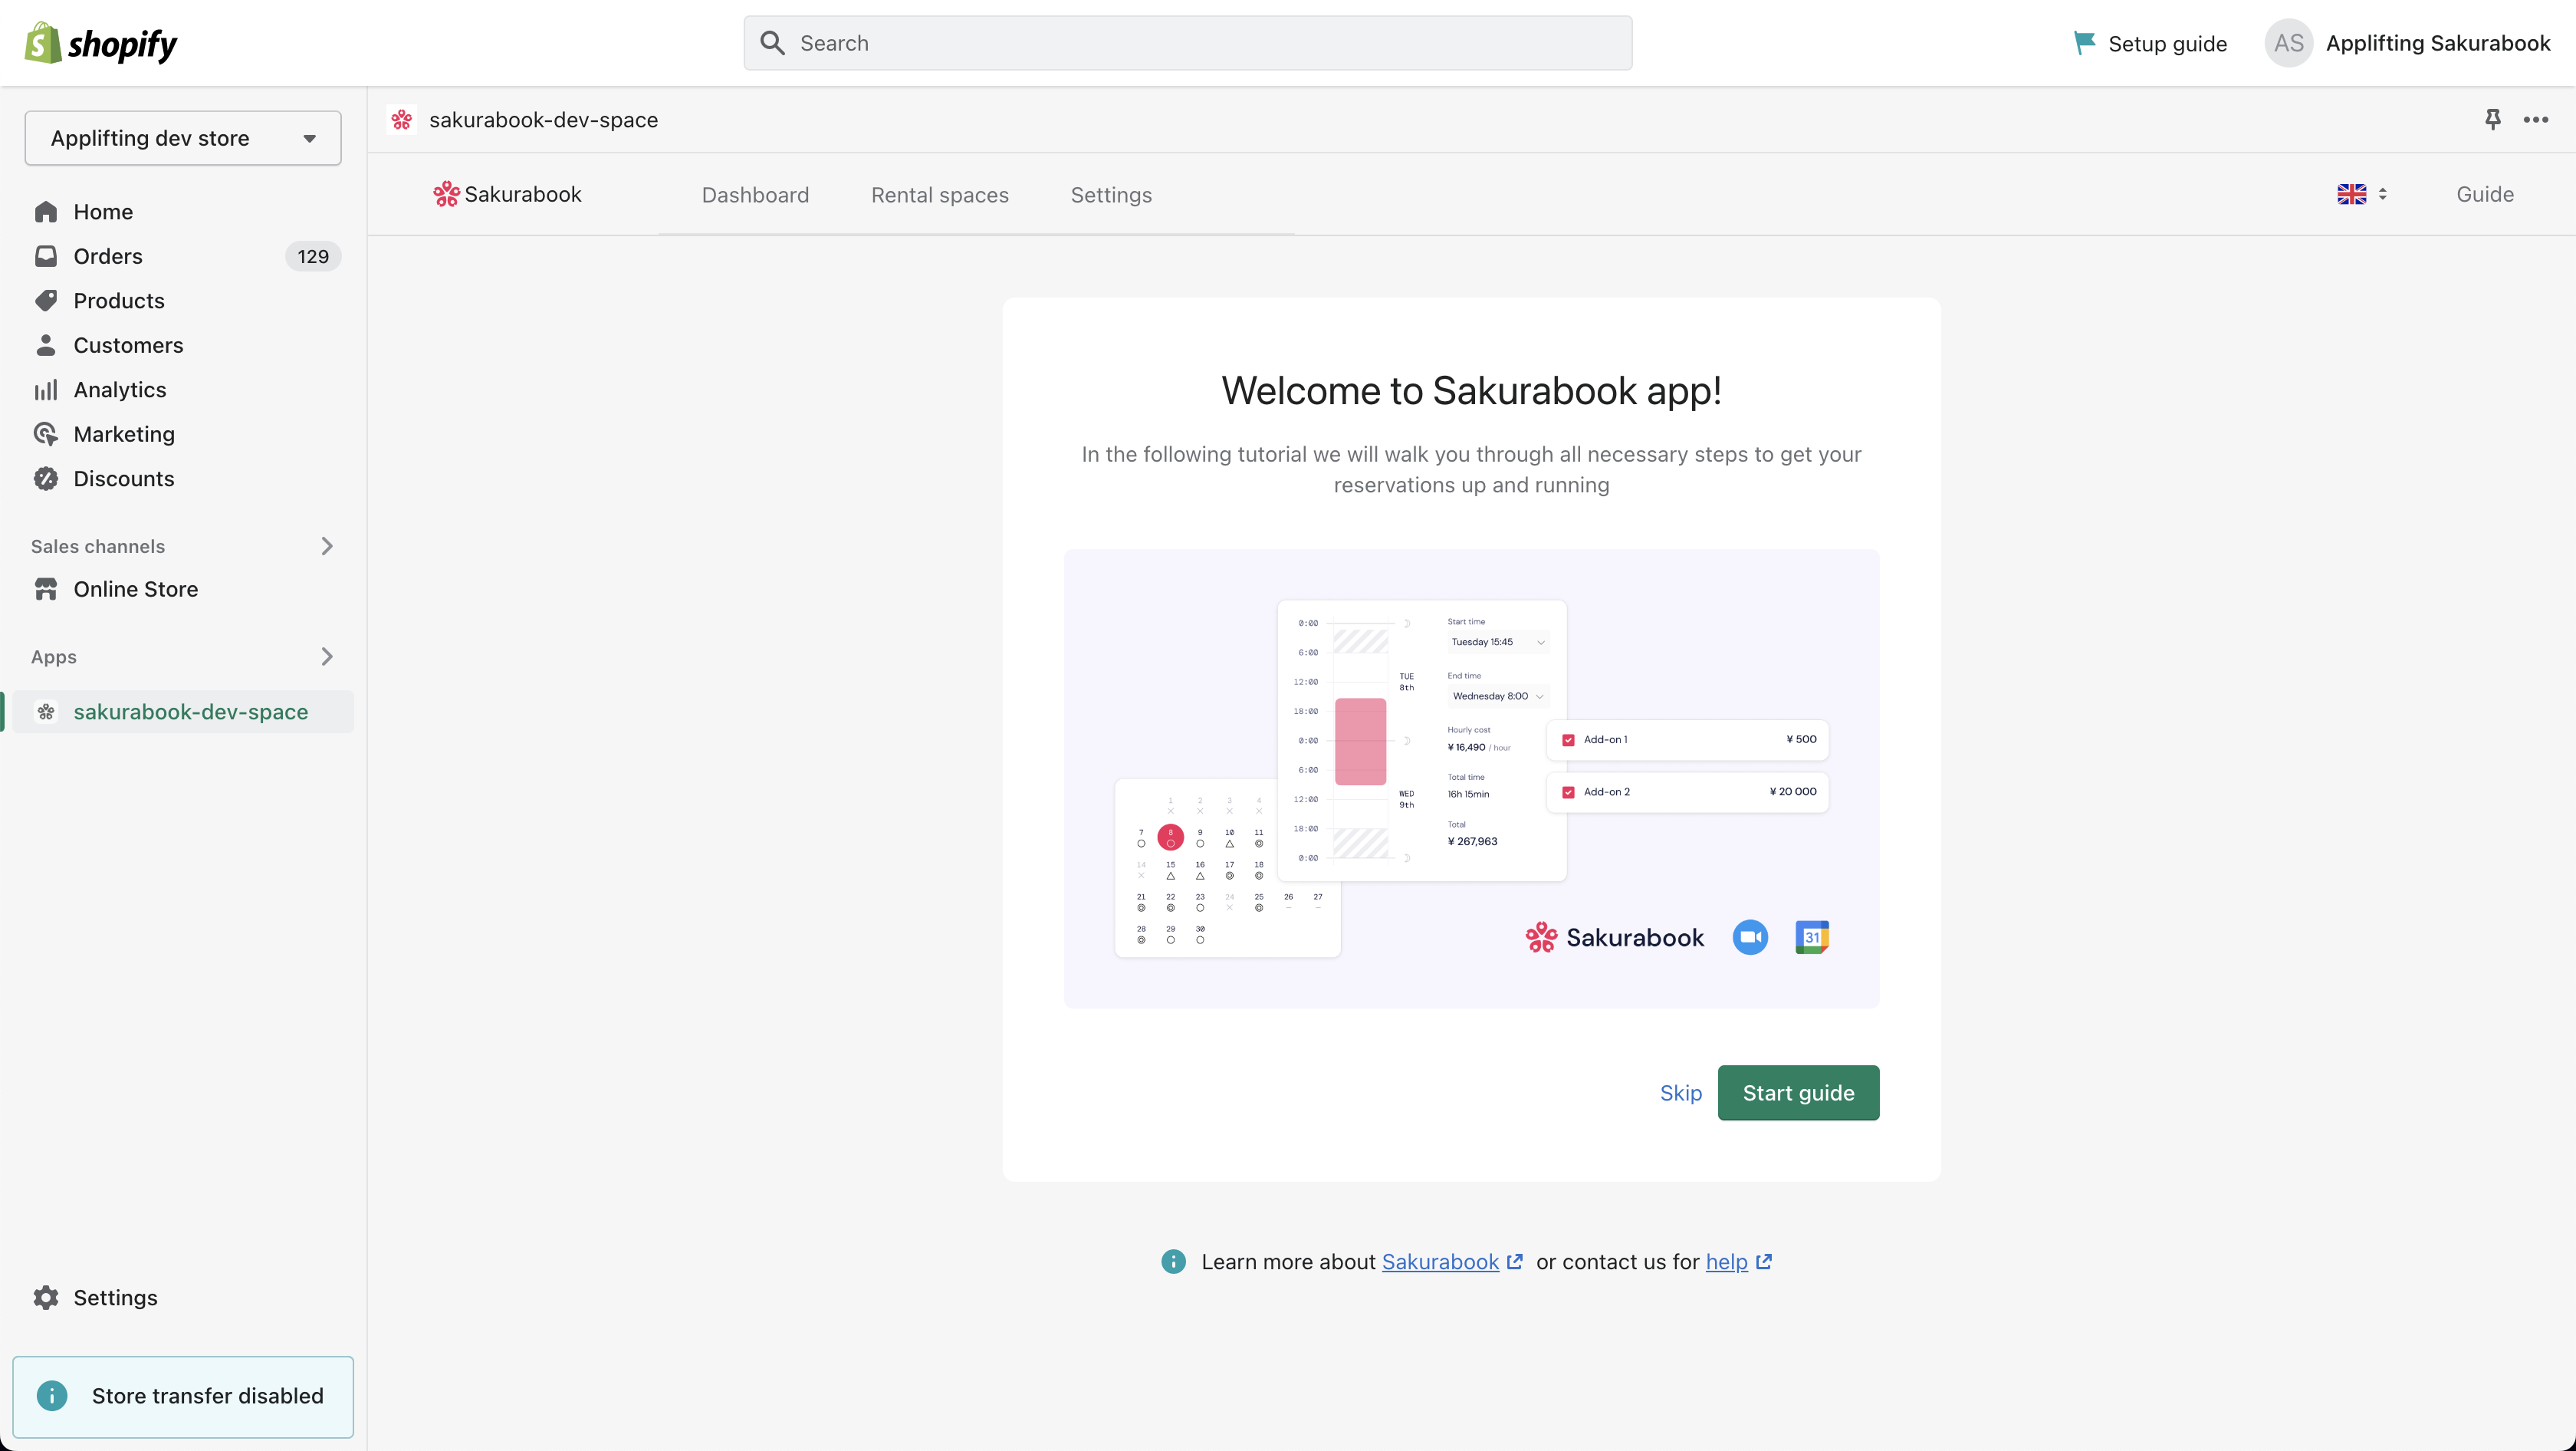 shopify
Search
Setup guide
AS
Applifting Sakurabook
Applifting dev store
Home
Orders
129
Products
Customers
Analytics
Marketing
Discounts
Sales channels
Online Store
Apps
sakurabook-dev-space
Settings
Store transfer disabled
sakurabook-dev-space
Sakurabook
Dashboard
Rental spaces
Settings
Guide
Welcome to Sakurabook app!
In the following tutorial we will walk you through all necessary steps to get your
reservations up and running
0:00
6:00
12:00
18:00
0:00
6:00
12:00
18:00
0:00
TUE
8th
WED
9th
Start time
Tuesday 15:45
End time
Wednesday 8:00
Hourly cost
¥ 16,490 / hour
Total time
16h 15min
Total
¥ 267,963
Add-on 1 ¥ 500
Add-on 2 ¥ 20 000
1 2 3 4
7 8 9 10 11
14 15 16 17 18
21 22 23 24 25 26 27
28 29 30
Sakurabook
31
Skip
Start guide
Learn more about Sakurabook or contact us for help